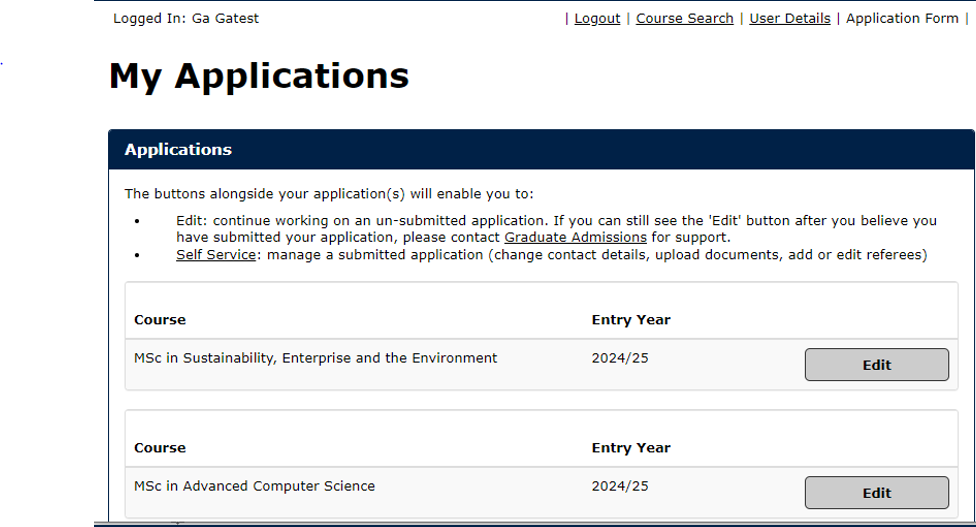 Logged In: Ga Gatest | Logout | Course Search | User Details | Application Form |
My Applications
Applications
The buttons alongside your application(s) will enable you to:
• Edit: continue working on an un-submitted application. If you can still see the 'Edit' button after you believe you
have submitted your application, please contact Graduate Admissions for support.
• Self Service: manage a submitted application (change contact details, upload documents, add or edit referees)
Course Entry Year
MSc in Sustainability, Enterprise and the Environment 2024/25 Edit
Course Entry Year
MSc in Advanced Computer Science 2024/25 Edit